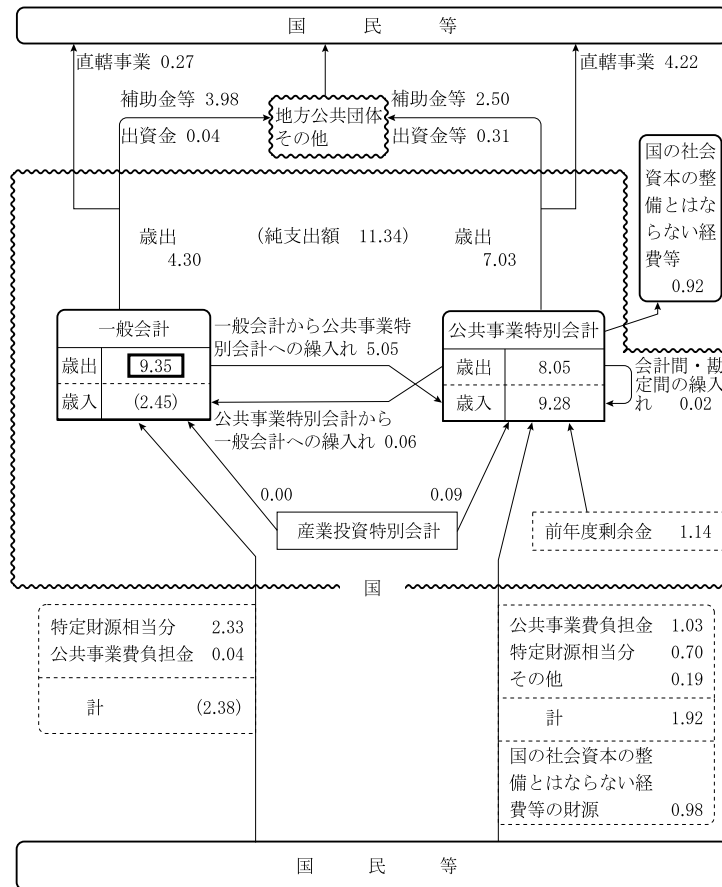 国　民　等
直轄事業 0.27
直轄事業 4.22
補助金等 3.98
出資金 0.04
地方公共団体
その他
補助金等 2.50
出資金等 0.31
国の社会
資本の整
備とはな
らない経
費等
0.92
歳出
4.30
(純支出額　11.34)
歳出
7.03
一般会計
歳出 9.35
歳入 (2.45)
一般会計から公共事業特
別会計への繰入れ 5.05
公共事業特別会計から
一般会計への繰入れ 0.06
公共事業特別会計
歳出 8.05
歳入 9.28
会計間・勘
定間の繰入
れ 0.02
0.00
0.09
産業投資特別会計
前年度剰余金 1.14
国
特定財源相当分 2.33
公共事業費負担金 0.04
計 (2.38)
公共事業費負担金 1.03
特定財源相当分 0.70
その他 0.19
計 1.92
国の社会資本の整
備とはならない経
費等の財源 0.98
国　民　等